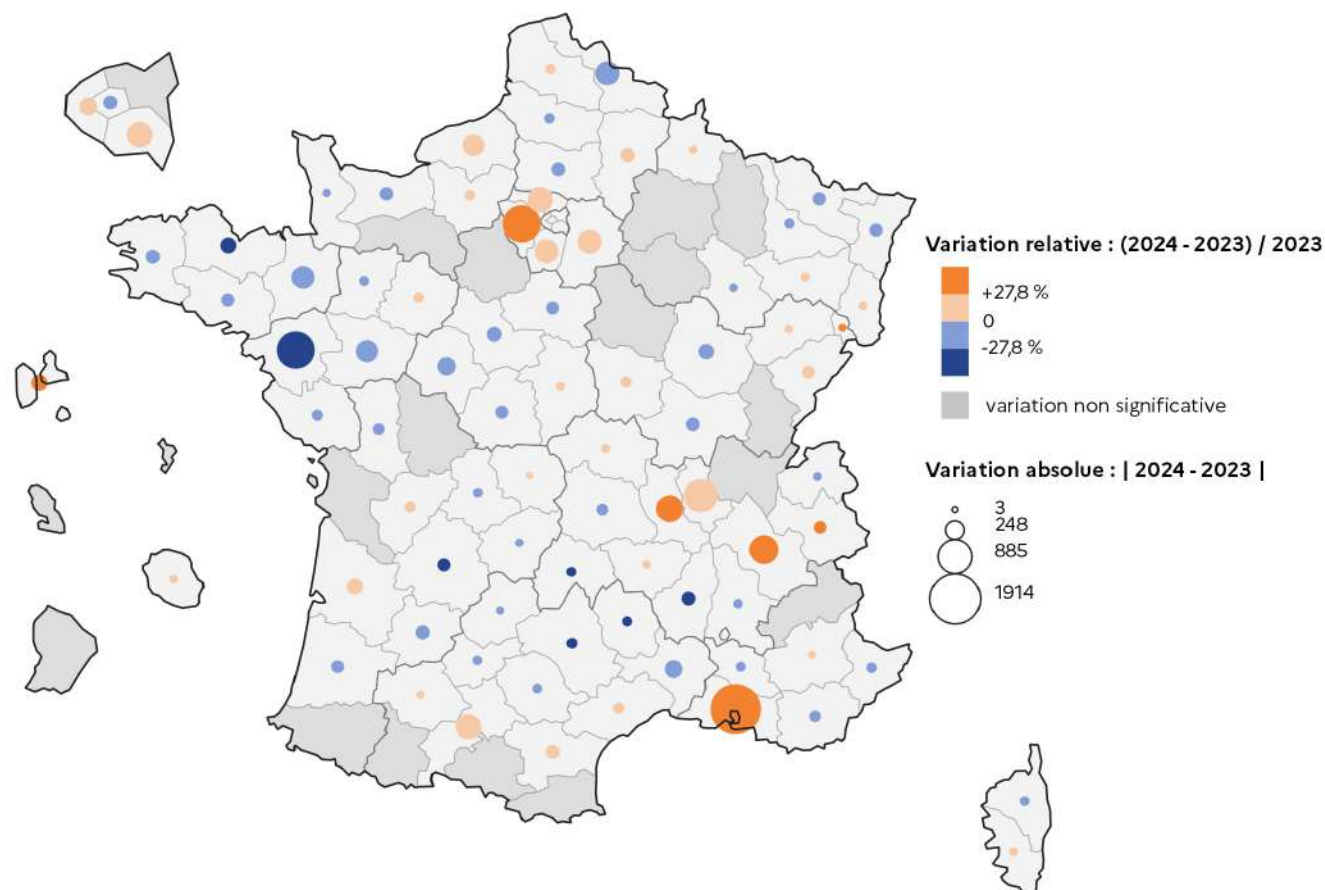 Variation relative : (2024 - 2023) / 2023
+27,8 %
0
-27,8 %
variation non significative
Variation absolue : | 2024 - 2023 |
3
248
885
1914